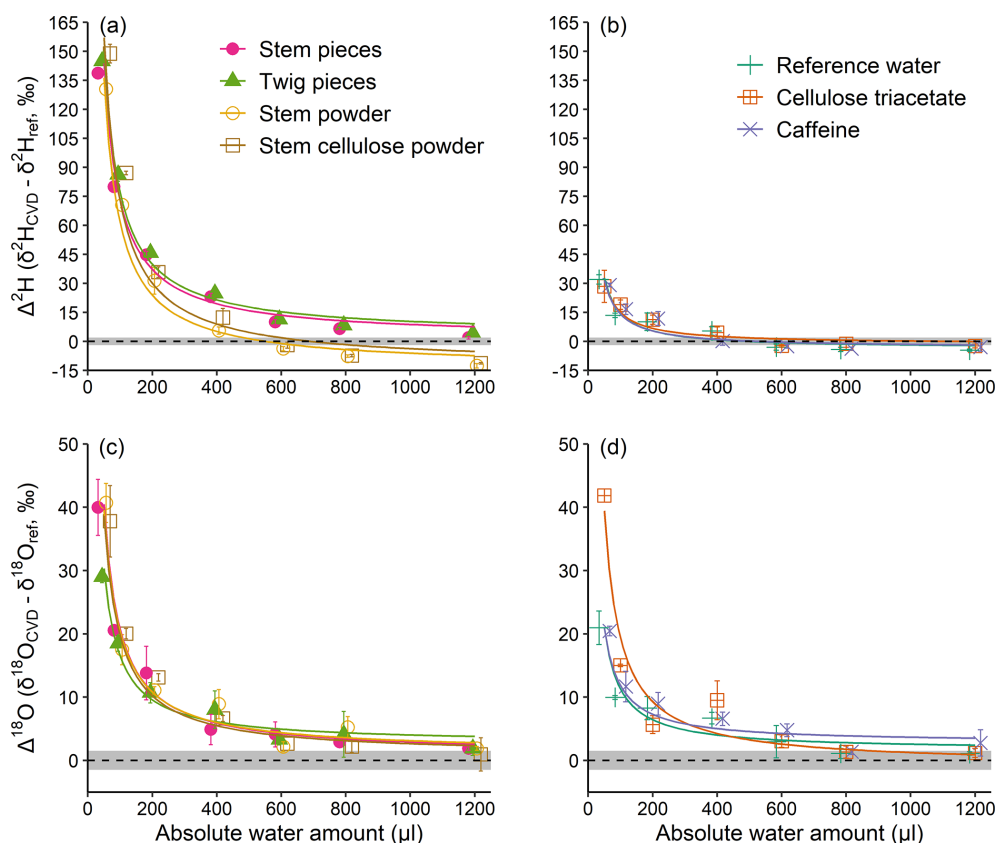 (a)
Stem pieces
Twig pieces
Stem powder
Stem cellulose powder
Δ²H (δ²H_CVD - δ²H_ref, ‰)
165
150
135
120
105
90
75
60
45
30
15
0
-15
0 200 400 600 800 1000 1200
(b)
Reference water
Cellulose triacetate
Caffeine
165
150
135
120
105
90
75
60
45
30
15
0
-15
0 200 400 600 800 1000 1200
(c)
Δ¹⁸O (δ¹⁸O_CVD - δ¹⁸O_ref, ‰)
50
40
30
20
10
0
0 200 400 600 800 1000 1200
Absolute water amount (µl)
(d)
50
40
30
20
10
0
0 200 400 600 800 1000 1200
Absolute water amount (µl)